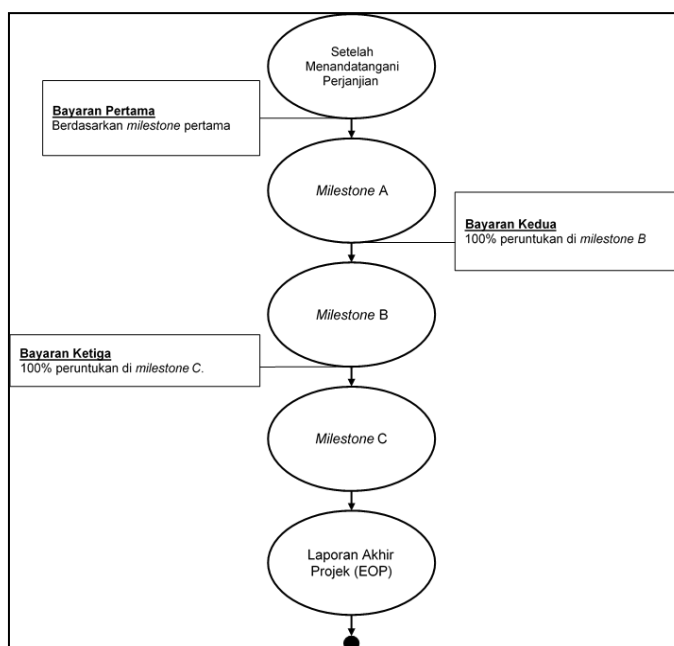 Setelah
Menandatangani
Perjanjian
Bayaran Pertama
Berdasarkan milestone pertama
Milestone A
Bayaran Kedua
100% peruntukan di milestone B
Milestone B
Bayaran Ketiga
100% peruntukan di milestone C.
Milestone C
Laporan Akhir
Projek (EOP)